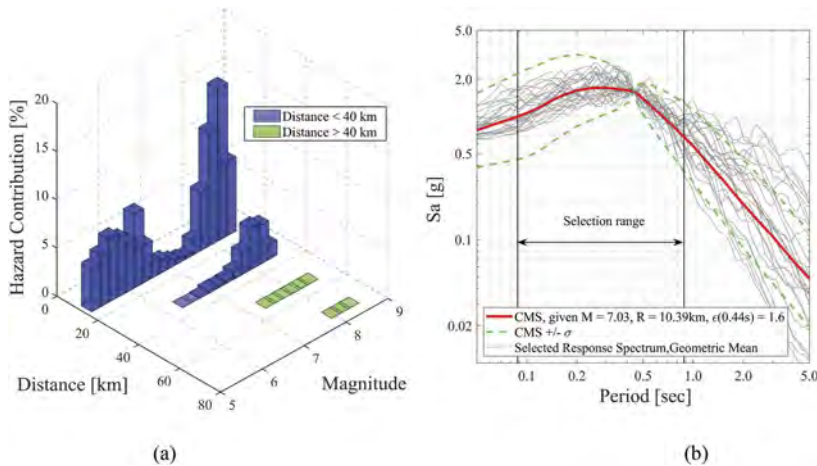 20
15
10
5
0
Hazard Contribution [%]
Distance < 40 km
Distance > 40 km
0
20
40
60
80
Distance [km]
5
6
7
8
9
Magnitude
(a)
5.0
2.0
1.0
0.5
0.1
0.02
Sa [g]
Selection range
CMS, given M = 7.03, R = 10.39km, ϵ(0.44s) = 1.6
CMS +/- σ
Selected Response Spectrum,Geometric Mean
0.1 0.2 0.5 1.0 2.0 5.0
Period [sec]
(b)